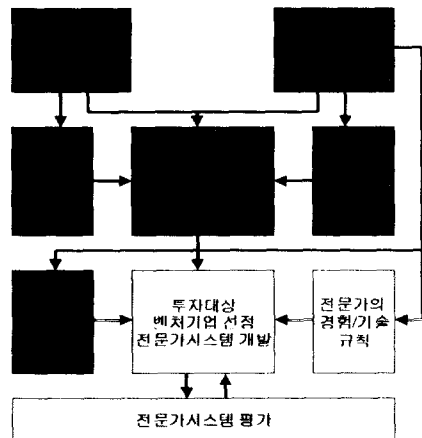 투자대상
벤처기업 선정
전문가시스템 개발
전문가의
경험/기술
규칙
전문가시스템 평가